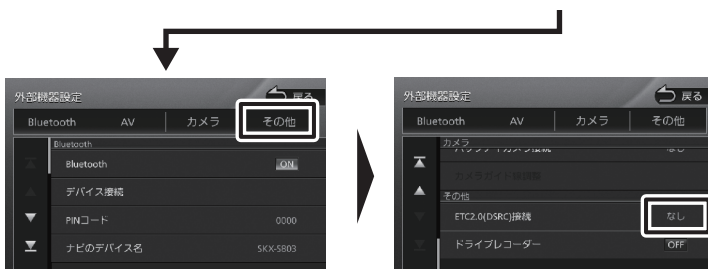 外部機器設定
戻る
Bluetooth
AV
カメラ
その他
Bluetooth
Bluetooth
ON
デバイス接続
PINコード
0000
ナビのデバイス名
SKX-S803
外部機器設定
戻る
Bluetooth
AV
カメラ
その他
カメラ
なし
その他
ETC2.0(DSRC)接続
なし
ドライブレコーダー
OFF